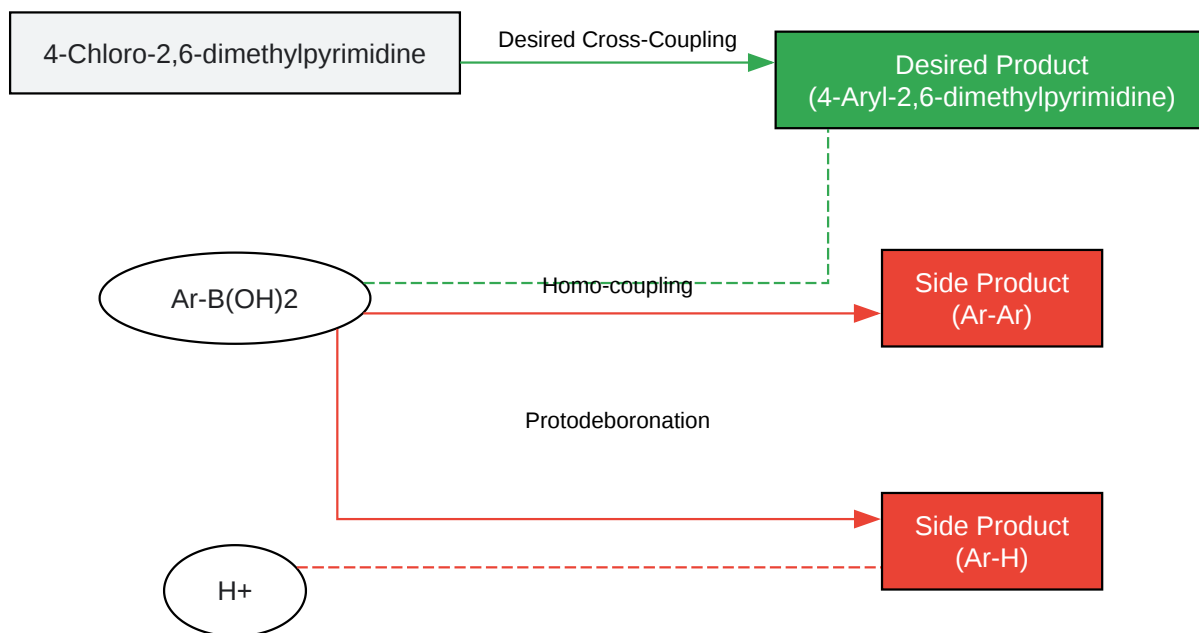 4-Chloro-2,6-dimethylpyrimidine
Desired Cross-Coupling
Desired Product
(4-Aryl-2,6-dimethylpyrimidine)
Ar-B(OH)2
Homo-coupling
Side Product
(Ar-Ar)
Protodeboronation
Side Product
(Ar-H)
H+